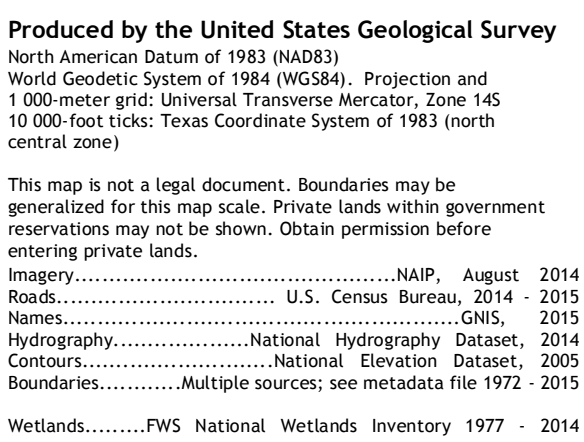 Produced by the United States Geological Survey
North American Datum of 1983 (NAD83)
World Geodetic System of 1984 (WGS84).  Projection and
1 000-meter grid: Universal Transverse Mercator, Zone 14S
10 000-foot ticks: Texas Coordinate System of 1983 (north
central zone)
This map is not a legal document. Boundaries may be
generalized for this map scale. Private lands within government
reservations may not be shown. Obtain permission before
entering private lands.
Imagery..............................................NAIP, August 2014
Roads............................... U.S. Census Bureau, 2014 - 2015
Names.........................................................GNIS, 2015
Hydrography....................National Hydrography Dataset, 2014
Contours............................National Elevation Dataset, 2005
Boundaries............Multiple sources; see metadata file 1972 - 2015
Wetlands.........FWS National Wetlands Inventory 1977 - 2014